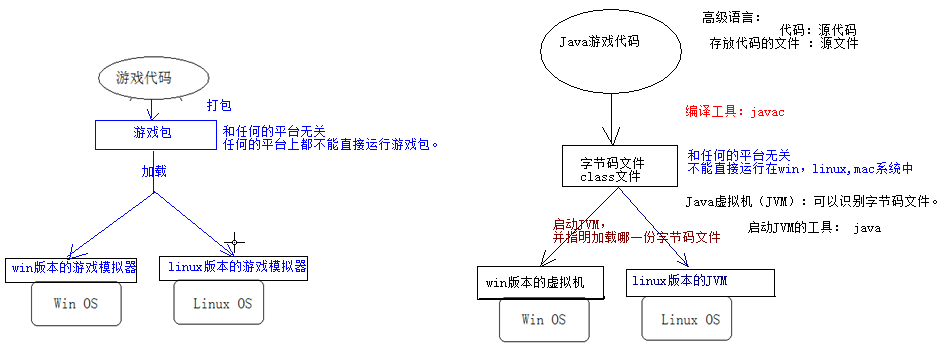 游戏代码
打包
游戏包
和任何的平台无关
任何的平台上都不能直接运行游戏包。
加载
win版本的游戏模拟器
linux版本的游戏模拟器
Win OS
Linux OS
高级语言:
代码: 源代码
存放代码的文件 : 源文件
Java游戏代码
编译工具: javac
字节码文件
class文件
和任何的平台无关
不能直接运行在win, linux,mac系统中
Java虚拟机 (JVM) : 可以识别字节码文件。
启动JVM,
并指明加载哪一份字节码文件
启动JVM的工具: java
win版本的虚拟机
linux版本的JVM
Win OS
Linux OS